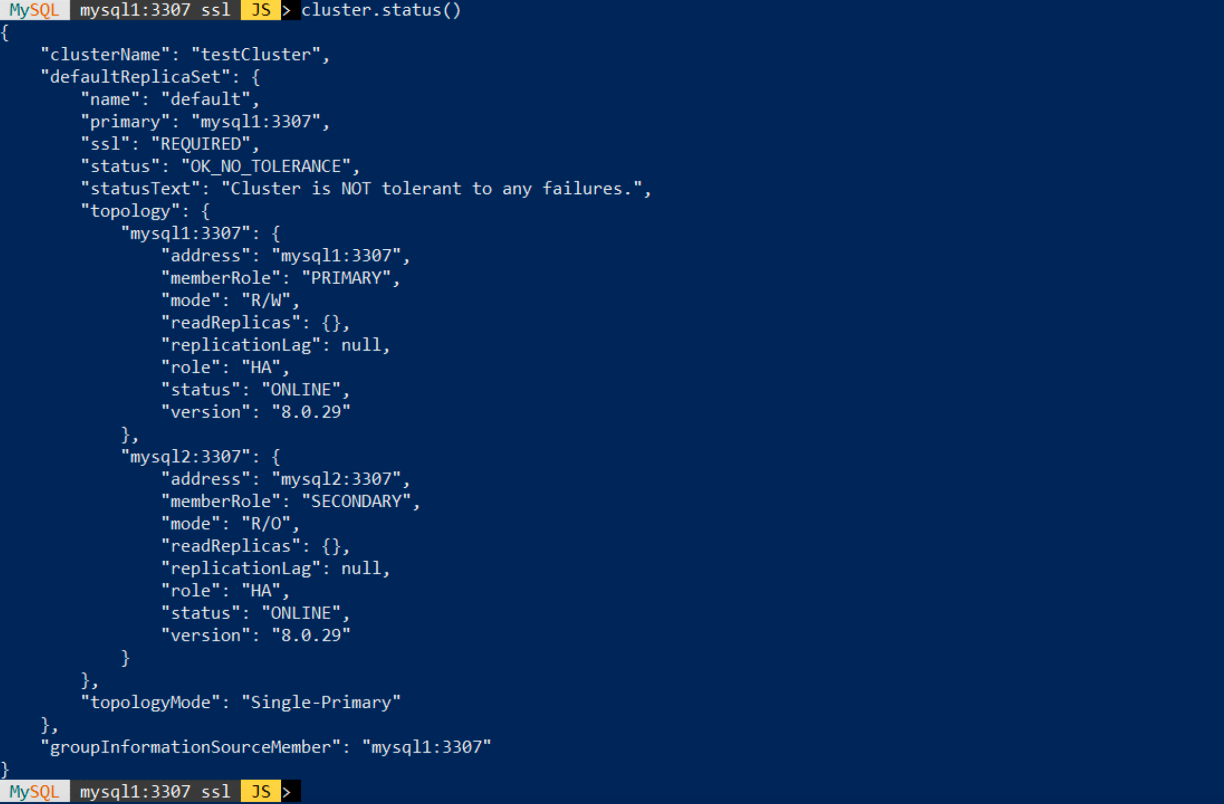 MySQL mysql1:3307 ssl JS > cluster.status()
{
    "clusterName": "testCluster",
    "defaultReplicaSet": {
        "name": "default",
        "primary": "mysql1:3307",
        "ssl": "REQUIRED",
        "status": "OK_NO_TOLERANCE",
        "statusText": "Cluster is NOT tolerant to any failures.",
        "topology": {
            "mysql1:3307": {
                "address": "mysql1:3307",
                "memberRole": "PRIMARY",
                "mode": "R/W",
                "readReplicas": {},
                "replicationLag": null,
                "role": "HA",
                "status": "ONLINE",
                "version": "8.0.29"
            },
            "mysql2:3307": {
                "address": "mysql2:3307",
                "memberRole": "SECONDARY",
                "mode": "R/O",
                "readReplicas": {},
                "replicationLag": null,
                "role": "HA",
                "status": "ONLINE",
                "version": "8.0.29"
            }
        },
        "topologyMode": "Single-Primary"
    },
    "groupInformationSourceMember": "mysql1:3307"
}
MySQL mysql1:3307 ssl JS >